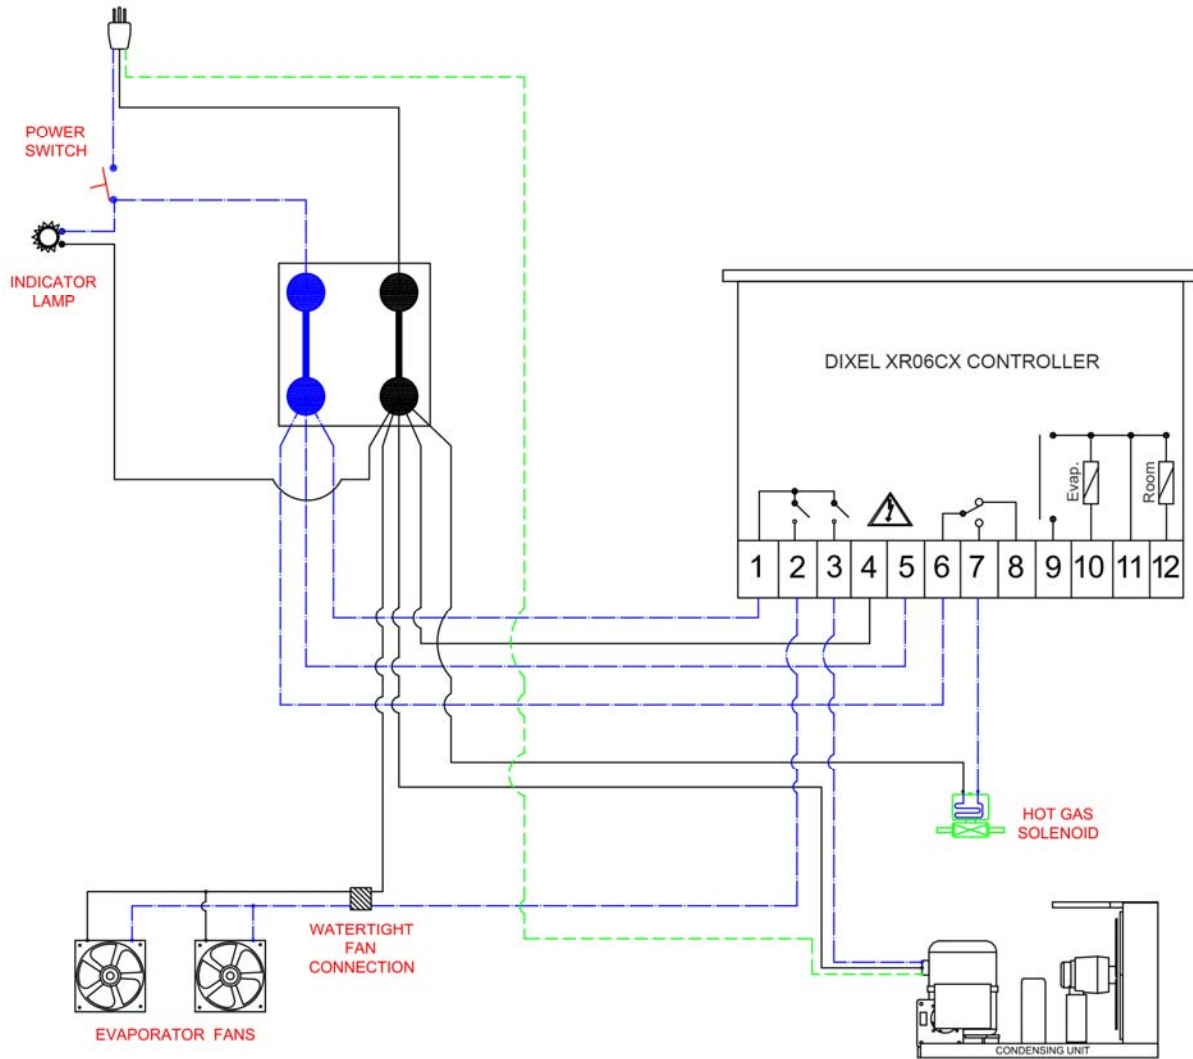 POWER
SWITCH
INDICATOR
LAMP
DIXEL XR06CX CONTROLLER
Evap.
Room
1 2 3 4 5 6 7 8 9 10 11 12
HOT GAS
SOLENOID
WATERTIGHT
FAN
CONNECTION
EVAPORATOR FANS
CONDENSING UNIT